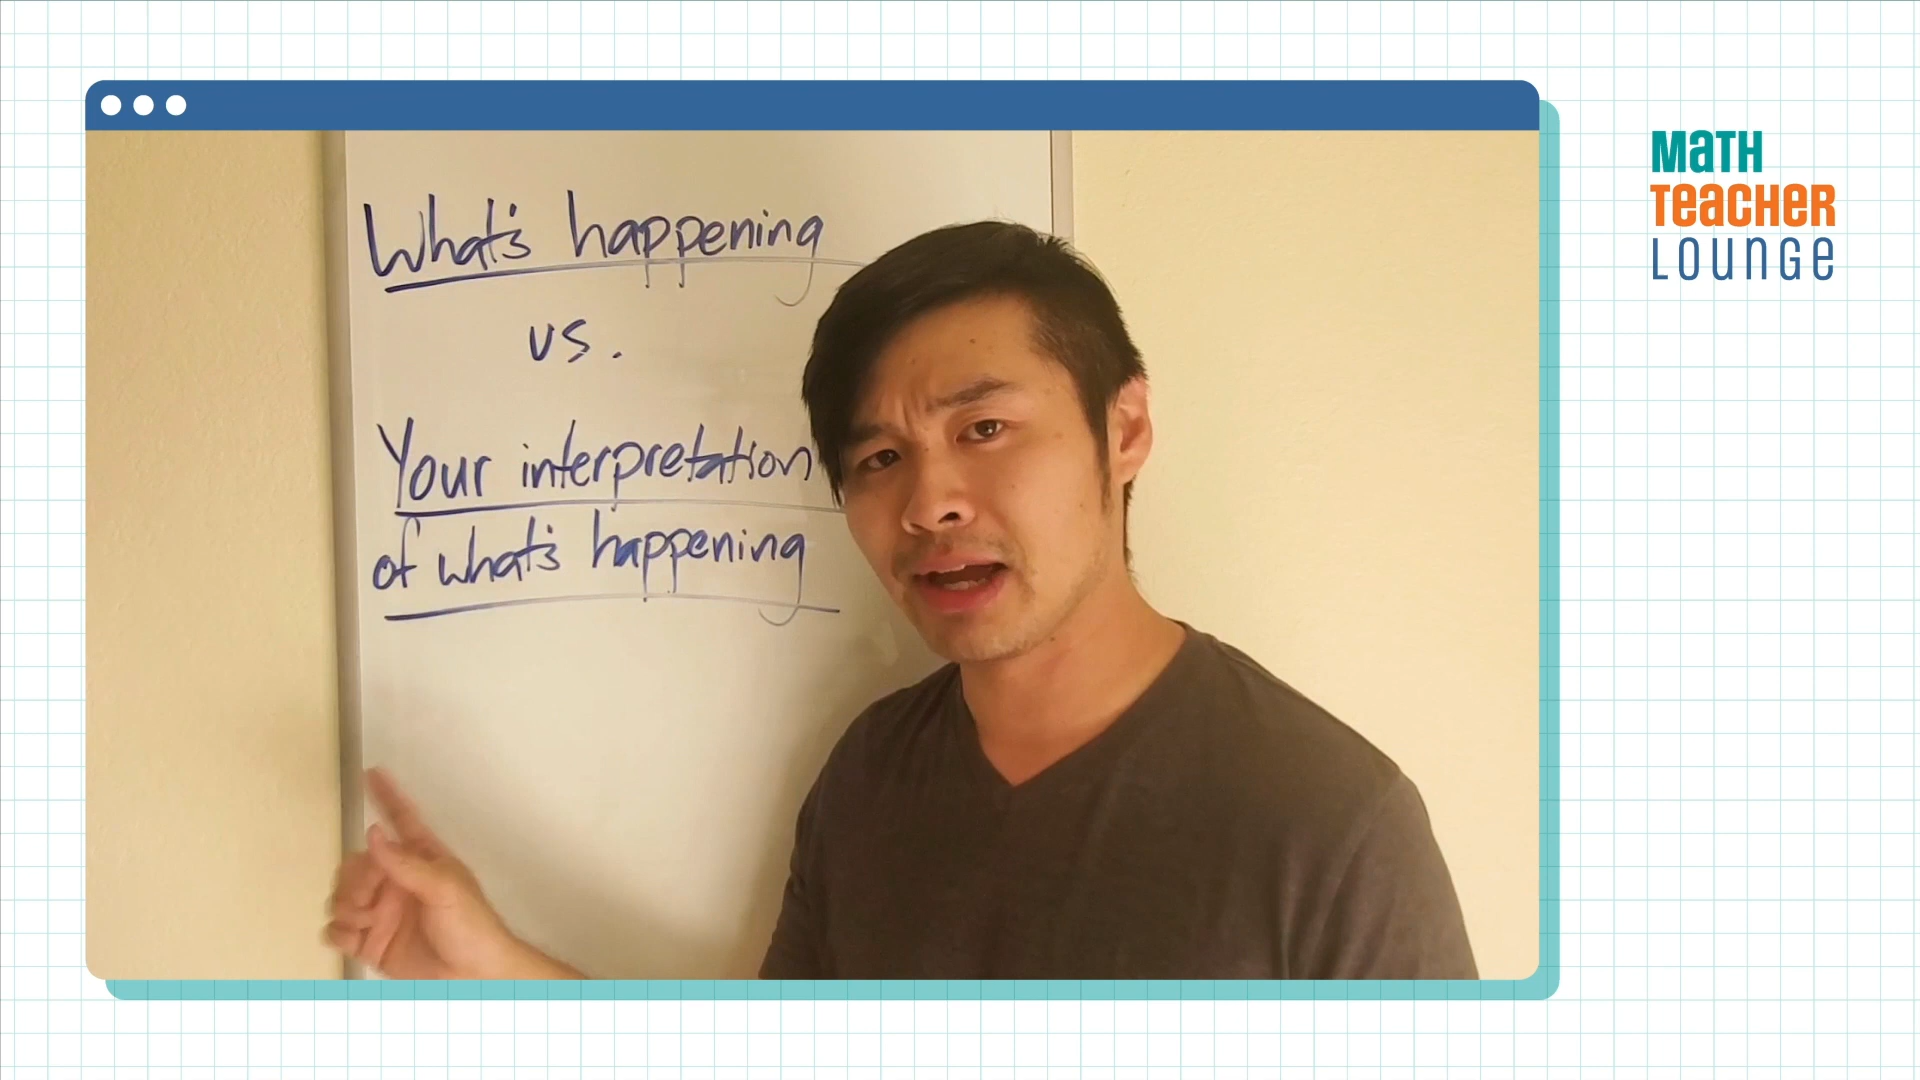 What's happening
vs.
Your interpretation
of what's happening
MaTH
TeacHeR
LOUNGe